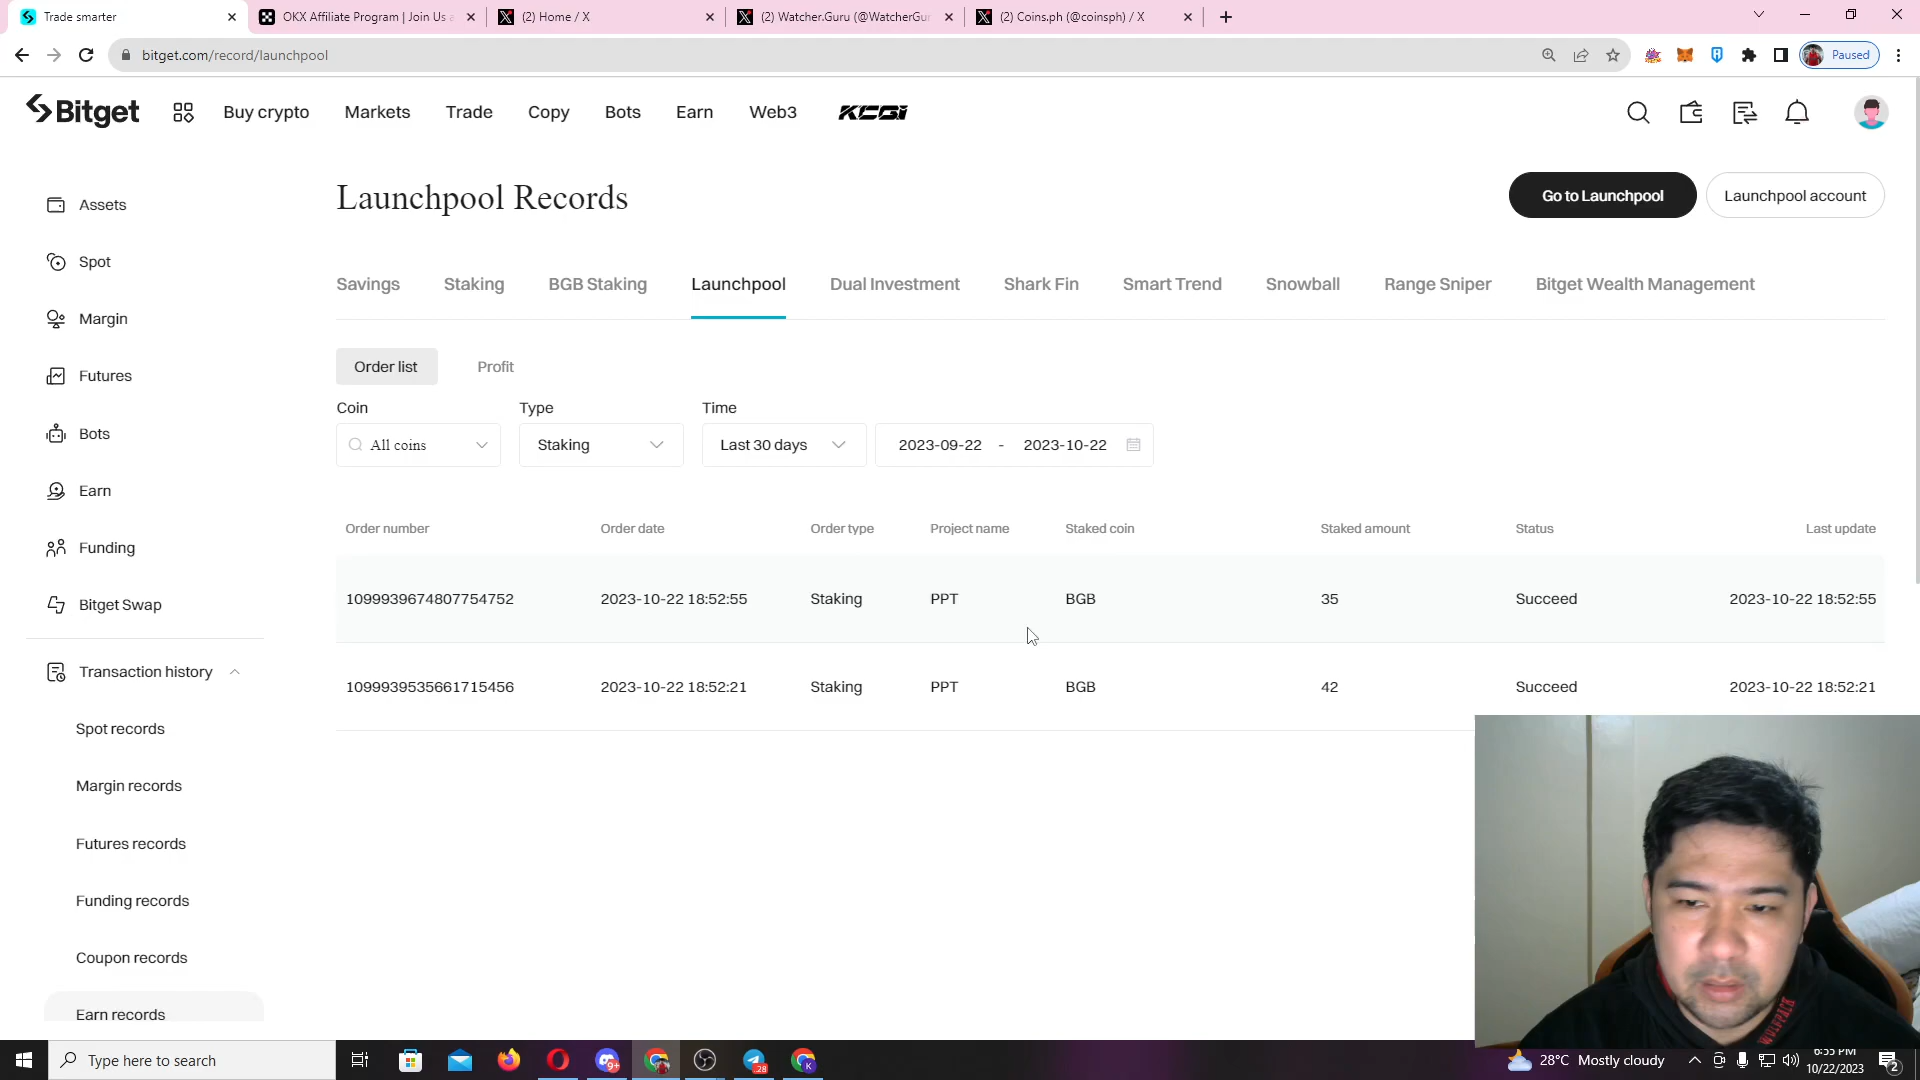 Trade smarter
OKX Affiliate Program | Join Us a
(2) Home / X
(2) Watcher.Guru (@WatcherGur
(2) Coins.ph (@coinsph) / X
bitget.com/record/launchpool
Paused
Bitget
Buy crypto
Markets
Trade
Copy
Bots
Earn
Web3
KCGI
Assets
Spot
Margin
Futures
Bots
Earn
Funding
Bitget Swap
Transaction history
Spot records
Margin records
Futures records
Funding records
Coupon records
Earn records
Launchpool Records
Go to Launchpool
Launchpool account
Savings
Staking
BGB Staking
Launchpool
Dual Investment
Shark Fin
Smart Trend
Snowball
Range Sniper
Bitget Wealth Management
Order list
Profit
Coin
Type
Time
All coins
Staking
Last 30 days
2023-09-22 - 2023-10-22
Order number Order date Order type Project name Staked coin Staked amount Status Last update
1099939674807754752 2023-10-22 18:52:55 Staking PPT BGB 35 Succeed 2023-10-22 18:52:55
1099939535661715456 2023-10-22 18:52:21 Staking PPT BGB 42 Succeed 2023-10-22 18:52:21
Type here to search
9+
28
K
28°C Mostly cloudy
6:55 PM
10/22/2023
2